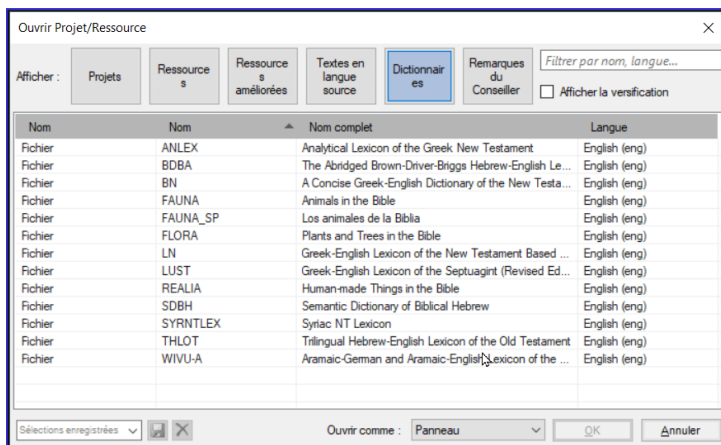 Ouvrir Projet/Ressource
Afficher :
Projets
Ressource
s
Ressource
s
améliorées
Textes en
langue
source
Dictionnair
es
Remarques
du
Conseiller
Filtrer par nom, langue...
Afficher la versification
Nom Nom Nom complet Langue
Fichier ANLEX Analytical Lexicon of the Greek New Testament English (eng)
Fichier BDBA The Abridged Brown-Driver-Briggs Hebrew-English Le... English (eng)
Fichier BN A Concise Greek-English Dictionary of the New Testa... English (eng)
Fichier FAUNA Animals in the Bible English (eng)
Fichier FAUNA_SP Los animales de la Biblia English (eng)
Fichier FLORA Plants and Trees in the Bible English (eng)
Fichier LN Greek-English Lexicon of the New Testament Based ... English (eng)
Fichier LUST Greek-English Lexicon of the Septuagint (Revised Ed... English (eng)
Fichier REALIA Human-made Things in the Bible English (eng)
Fichier SDBH Semantic Dictionary of Biblical Hebrew English (eng)
Fichier SYRNTLEX Syriac NT Lexicon English (eng)
Fichier THLOT Trilingual Hebrew-English Lexicon of the Old Testament English (eng)
Fichier WIVU-A Aramaic-German and Aramaic-English Lexicon of the ... English (eng)
Sélections enregistrées Ouvrir comme : Panneau OK Annuler